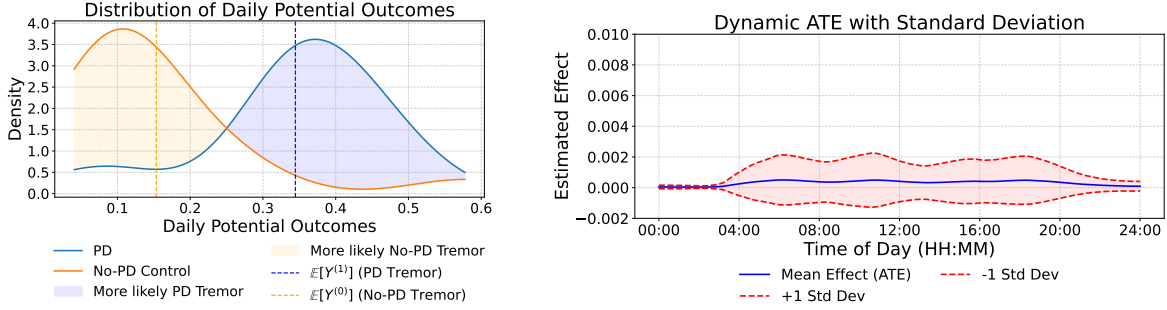 Distribution of Daily Potential Outcomes
4.0
3.5
3.0
2.5
2.0
1.5
1.0
0.5
0.0
Density
0.1 0.2 0.3 0.4 0.5 0.6
Daily Potential Outcomes
PD
No-PD Control
More likely PD Tremor
More likely No-PD Tremor
𝔼[Y⁽¹⁾] (PD Tremor)
𝔼[Y⁽⁰⁾] (No-PD Tremor)
Dynamic ATE with Standard Deviation
0.010
0.008
0.006
0.004
0.002
0.000
−0.002
Estimated Effect
00:00 04:00 08:00 12:00 16:00 20:00 24:00
Time of Day (HH:MM)
Mean Effect (ATE)
+1 Std Dev
-1 Std Dev